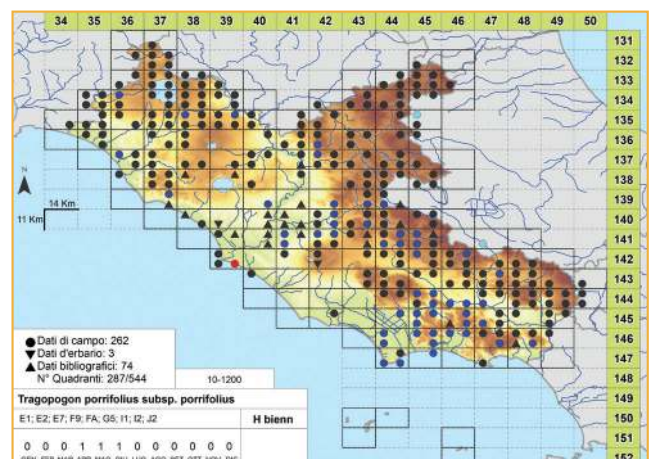 34 35 36 37 38 39 40 41 42 43 44 45 46 47 48 49 50
131
132
133
134
135
136
137
138
139
140
141
142
143
144
145
146
147
148
149
150
151
152
N
14 Km
11 Km
Dati di campo: 262
Dati d'erbario: 3
Dati bibliografici: 74
N° Quadranti: 287/544
10-1200
Tragopogon porrifolius subsp. porrifolius
E1; E2; E7; F9; FA; G5; I1; I2; J2
H bienn
0 0 0 1 1 1 0 0 0 0 0 0